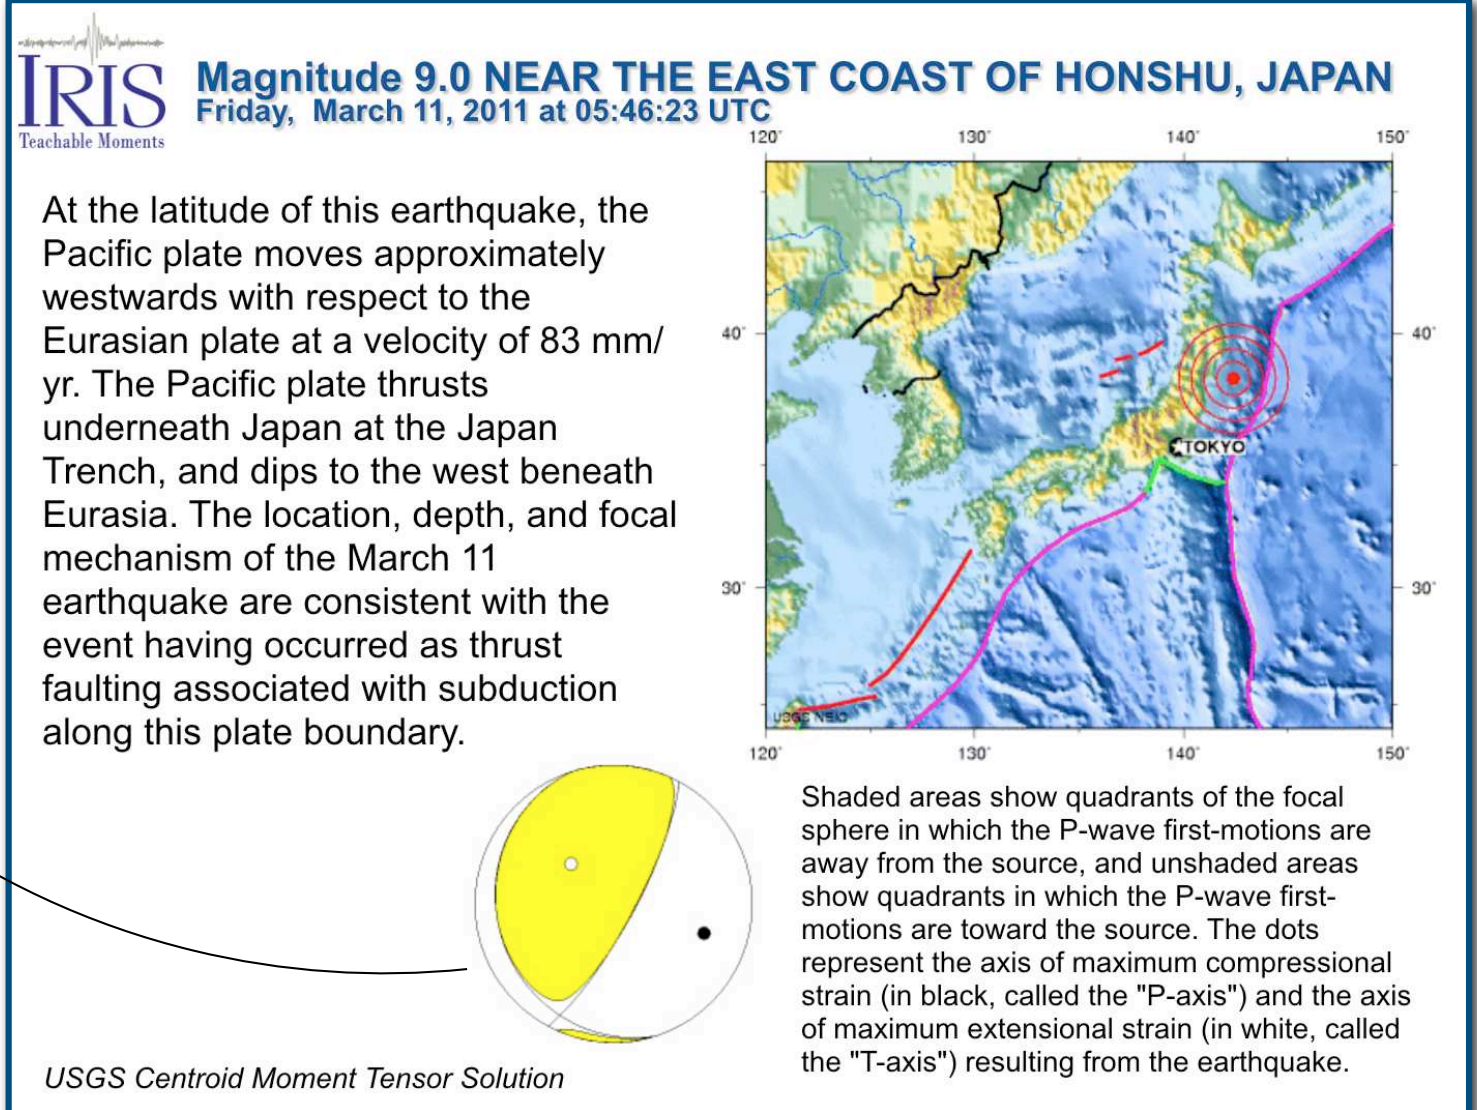 IRIS
Teachable Moments
Magnitude 9.0 NEAR THE EAST COAST OF HONSHU, JAPAN
Friday,  March 11, 2011 at 05:46:23 UTC
At the latitude of this earthquake, the
Pacific plate moves approximately
westwards with respect to the
Eurasian plate at a velocity of 83 mm/
yr. The Pacific plate thrusts
underneath Japan at the Japan
Trench, and dips to the west beneath
Eurasia. The location, depth, and focal
mechanism of the March 11
earthquake are consistent with the
event having occurred as thrust
faulting associated with subduction
along this plate boundary.
120° 130° 140° 150°
40° 40°
TOKYO
30° 30°
USGS NEIC
120° 130° 140° 150°
Shaded areas show quadrants of the focal
sphere in which the P-wave first-motions are
away from the source, and unshaded areas
show quadrants in which the P-wave first-
motions are toward the source. The dots
represent the axis of maximum compressional
strain (in black, called the "P-axis") and the axis
of maximum extensional strain (in white, called
the "T-axis") resulting from the earthquake.
USGS Centroid Moment Tensor Solution